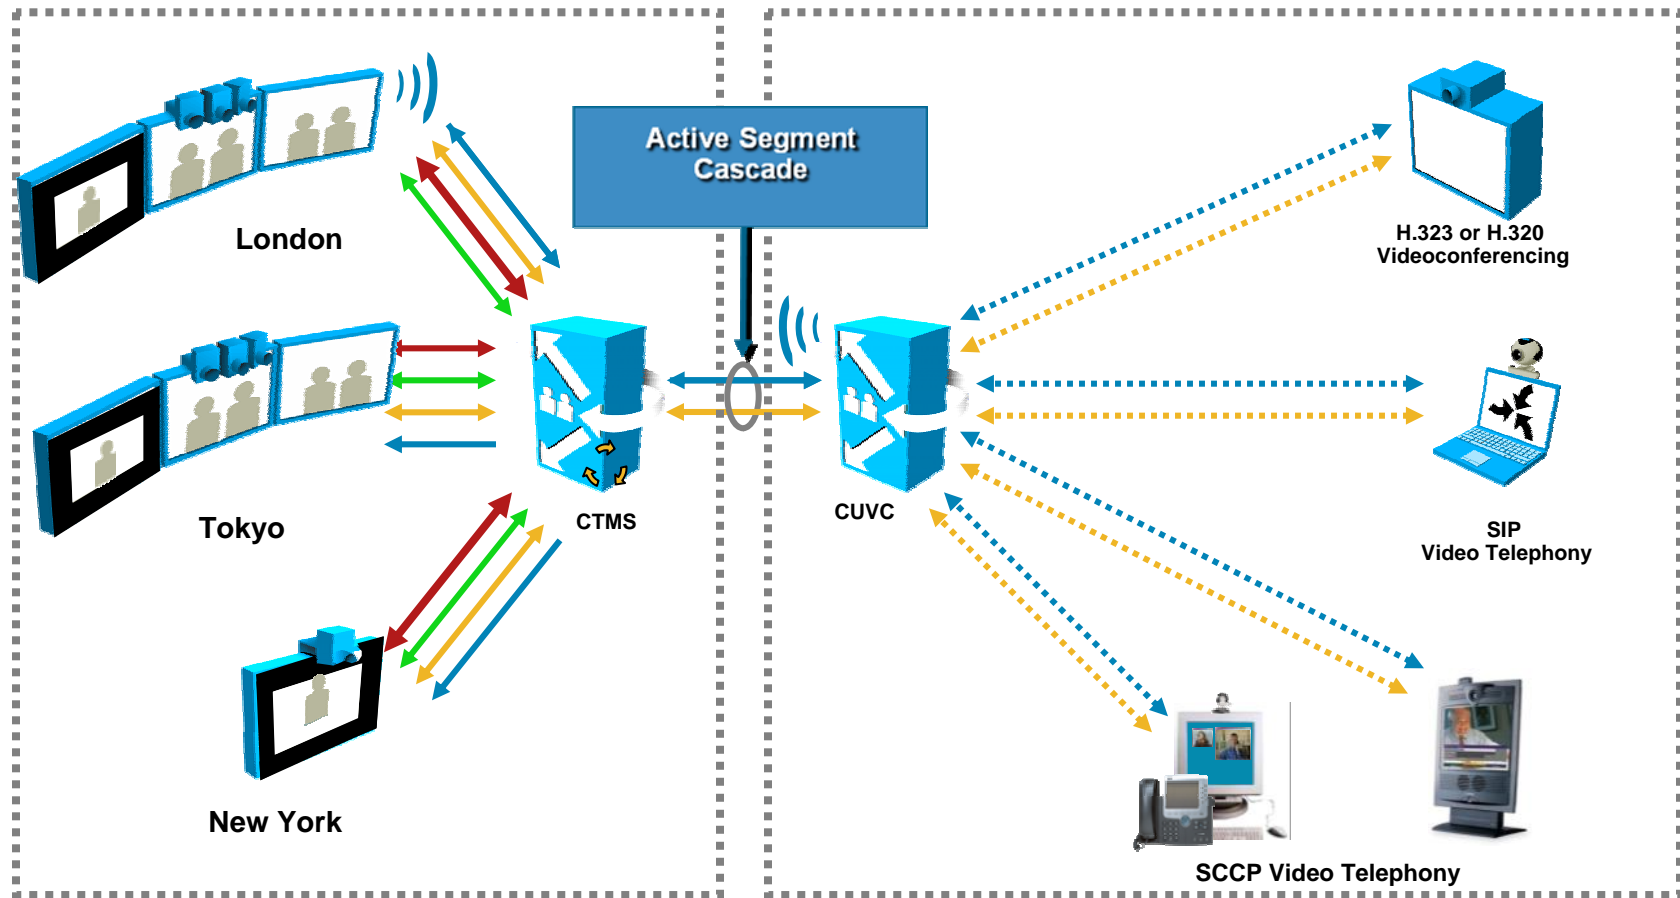 Active Segment
Cascade
London
H.323 or H.320
Videoconferencing
Tokyo
CTMS
CUVC
SIP
Video Telephony
New York
SCCP Video Telephony